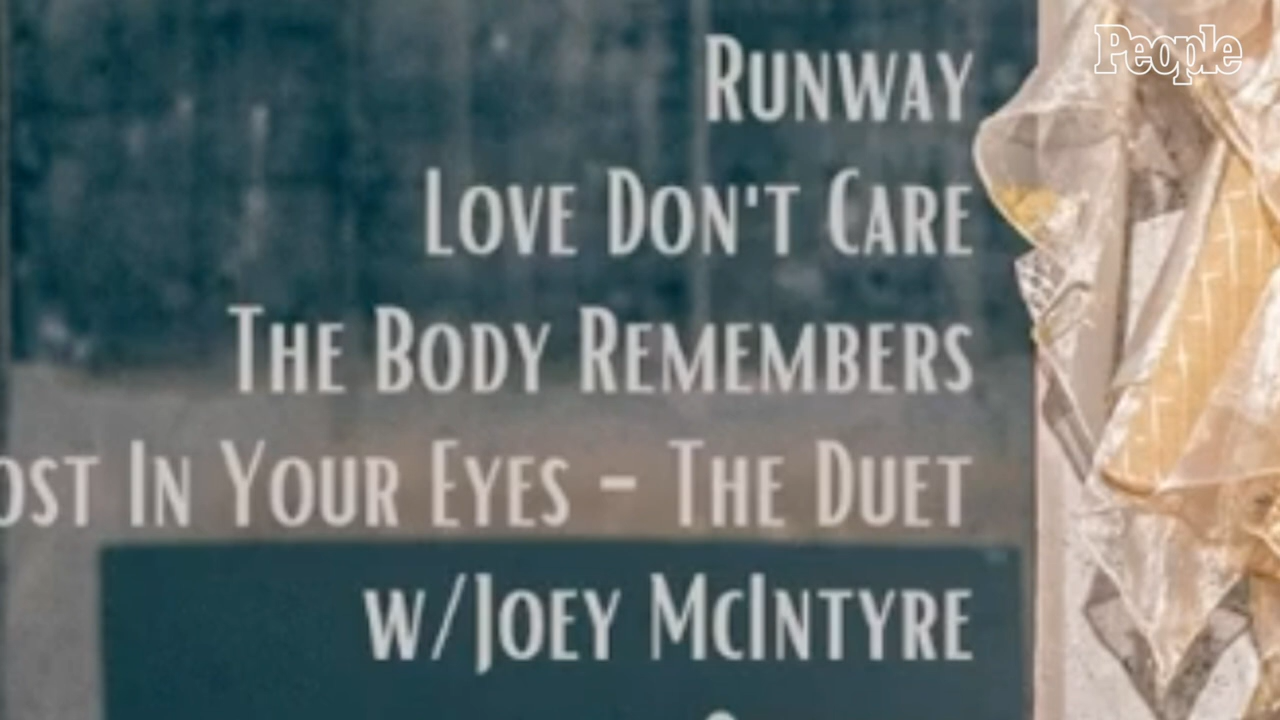 People
Runway
Love Don't Care
The Body Remembers
ost In Your Eyes - The Duet
w/Joey McIntyre